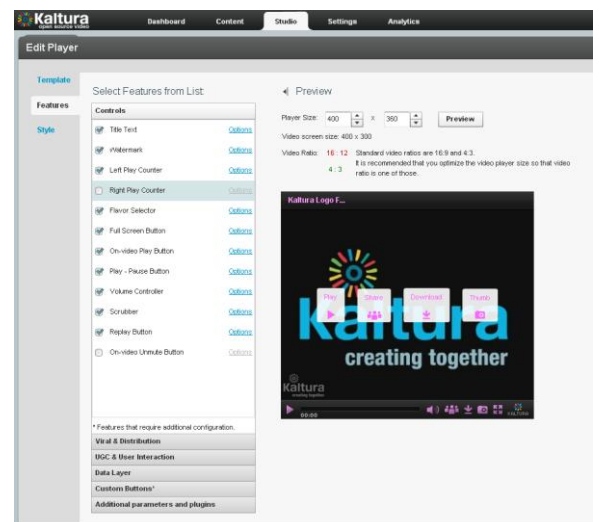 Kaltura
open source video
Dashboard Content Studio Settings Analytics
Edit Player
Template
Features
Style
Select Features from List:
Controls
Title Text Options
Watermark Options
Left Play Counter Options
Right Play Counter Options
Flavor Selector Options
Full Screen Button Options
On-video Play Button Options
Play - Pause Button Options
Volume Controller Options
Scrubber Options
Replay Button Options
On-video Unmute Button Options
* Features that require additional configuration.
Viral & Distribution
UGC & User Interaction
Data Layer
Custom Buttons*
Additional parameters and plugins
Preview
Player Size: 400 x 360 Preview
Video screen size: 400 x 300
Video Ratio: 16 : 12 Standard video ratios are 16:9 and 4:3.
It is recommended that you optimize the video player size so that video
4 : 3 ratio is one of those.
Kaltura Logo F...
Play Share Download Thumb
Kaltura
creating together
Kaltura
creating together
00:00
KALTURA